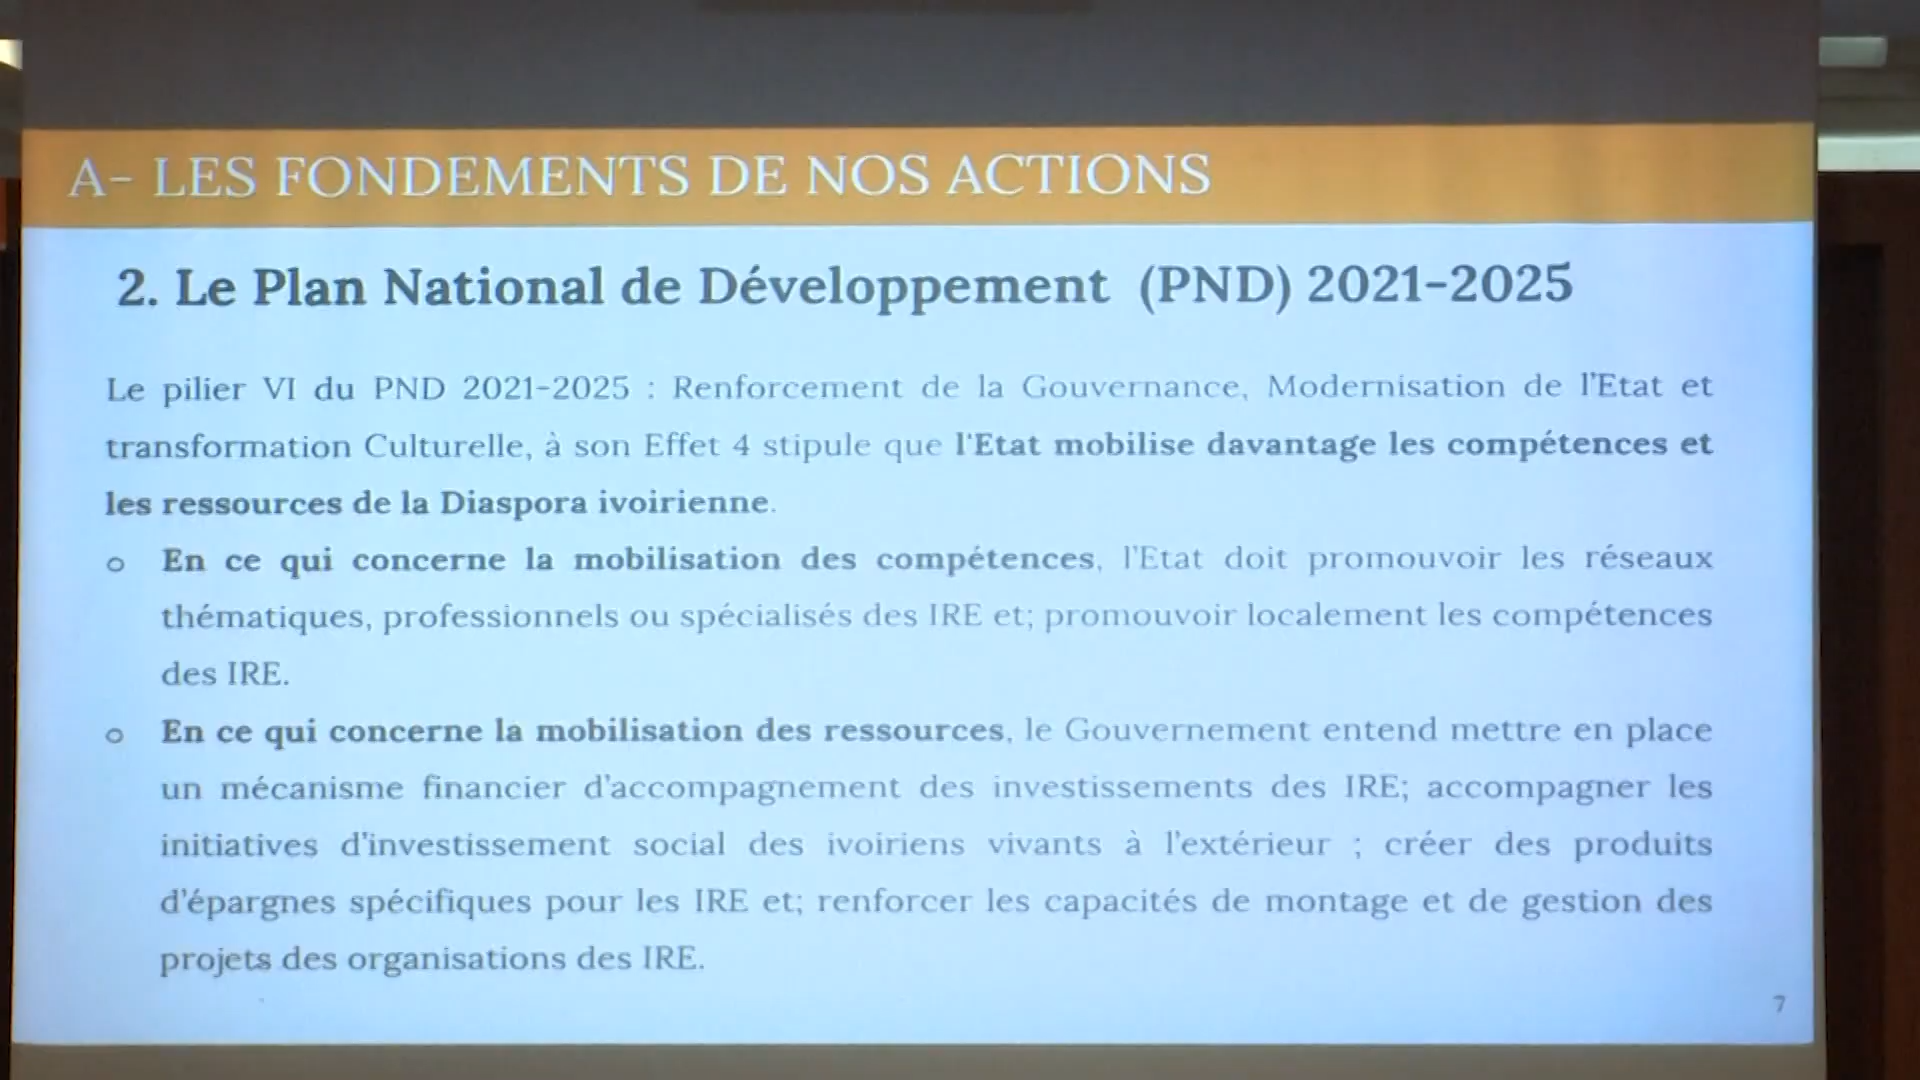 A- LES FONDEMENTS DE NOS ACTIONS
2. Le Plan National de Développement (PND) 2021-2025
Le pilier VI du PND 2021-2025 : Renforcement de la Gouvernance, Modernisation de l'Etat et
transformation Culturelle, à son Effet 4 stipule que l'Etat mobilise davantage les compétences et
les ressources de la Diaspora ivoirienne.
o En ce qui concerne la mobilisation des compétences, l'Etat doit promouvoir les réseaux
thématiques, professionnels ou spécialisés des IRE et; promouvoir localement les compétences
des IRE.
o En ce qui concerne la mobilisation des ressources, le Gouvernement entend mettre en place
un mécanisme financier d'accompagnement des investissements des IRE; accompagner les
initiatives d'investissement social des ivoiriens vivants à l'extérieur ; créer des produits
d'épargnes spécifiques pour les IRE et; renforcer les capacités de montage et de gestion des
projets des organisations des IRE.
7